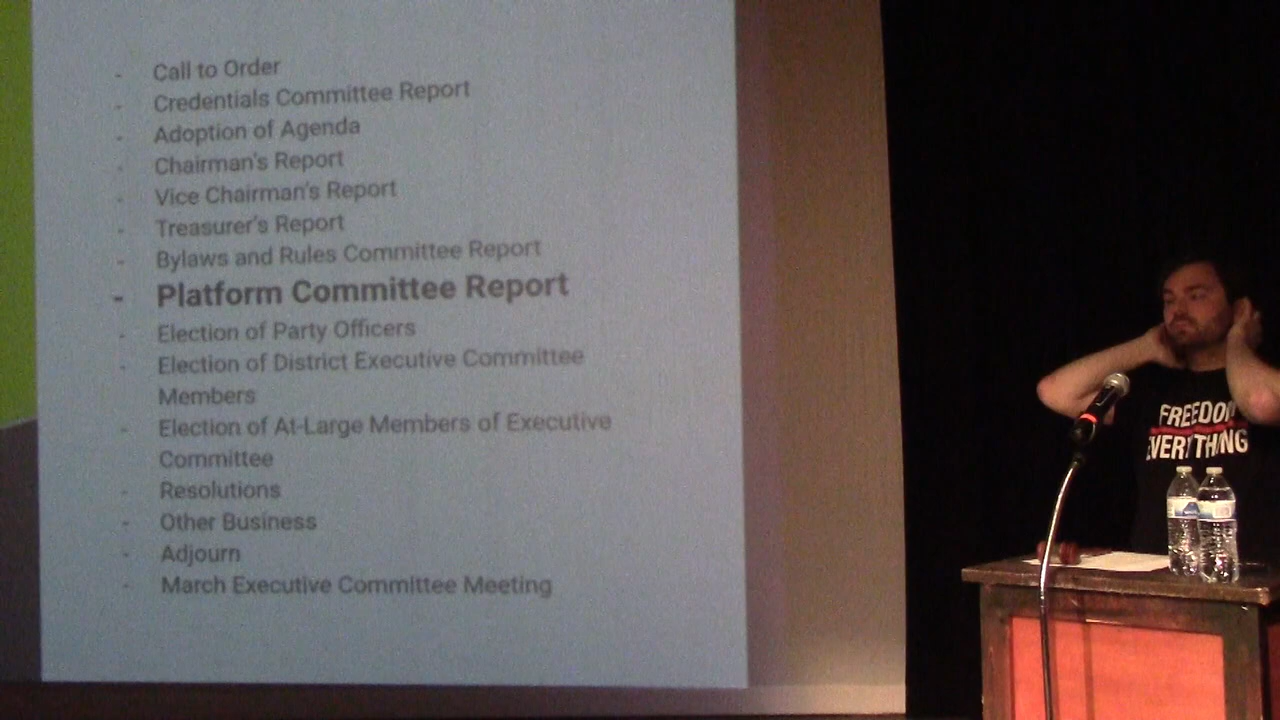 - Call to Order
- Credentials Committee Report
- Adoption of Agenda
- Chairman's Report
- Vice Chairman's Report
- Treasurer's Report
- Bylaws and Rules Committee Report
- Platform Committee Report
- Election of Party Officers
- Election of District Executive Committee
Members
- Election of At-Large Members of Executive
Committee
- Resolutions
- Other Business
- Adjourn
- March Executive Committee Meeting
FREEDOM
EVERYTHING